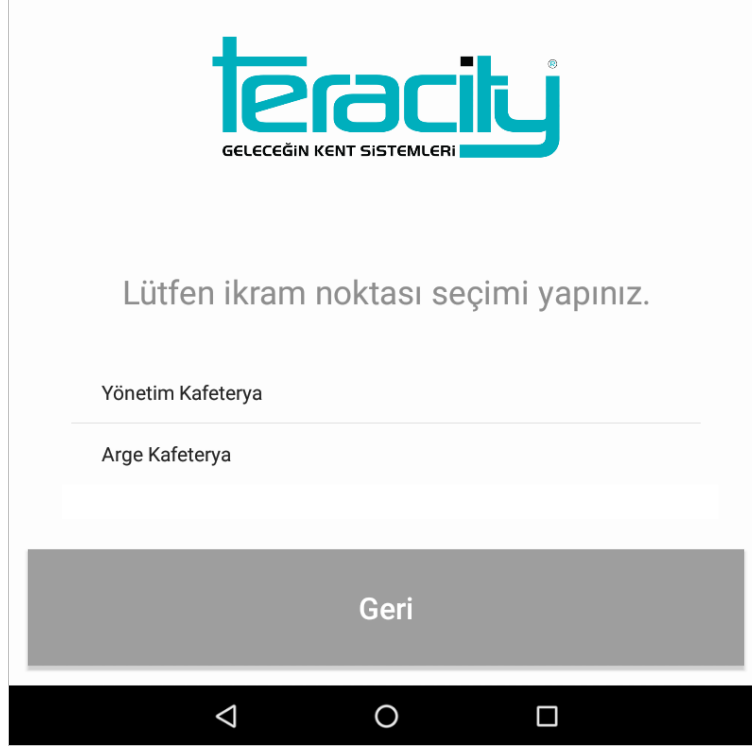 teracity®
GELECEĞİN KENT SİSTEMLERİ
Lütfen ikram noktası seçimi yapınız.
Yönetim Kafeterya
Arge Kafeterya
Geri